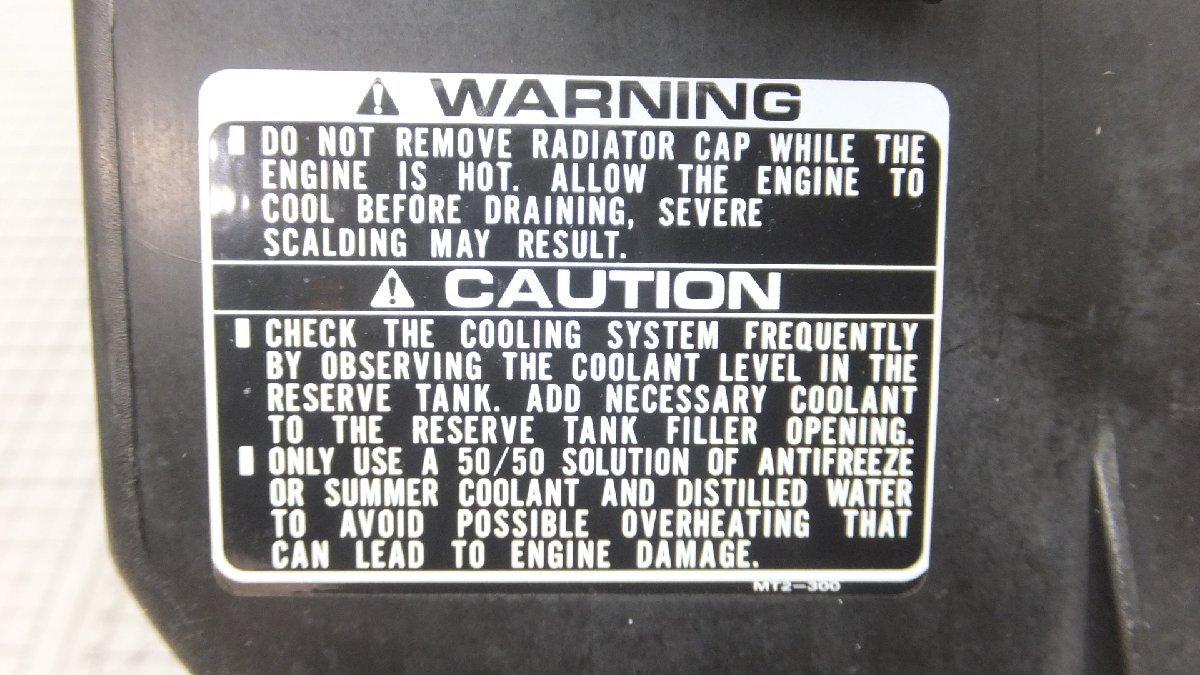 WARNING
DO NOT REMOVE RADIATOR CAP WHILE THE
ENGINE IS HOT. ALLOW THE ENGINE TO
COOL BEFORE DRAINING, SEVERE
SCALDING MAY RESULT.
CAUTION
CHECK THE COOLING SYSTEM FREQUENTLY
BY OBSERVING THE COOLANT LEVEL IN THE
RESERVE TANK. ADD NECESSARY COOLANT
TO THE RESERVE TANK FILLER OPENING.
ONLY USE A 50/50 SOLUTION OF ANTIFREEZE
OR SUMMER COOLANT AND DISTILLED WATER
TO AVOID POSSIBLE OVERHEATING THAT
CAN LEAD TO ENGINE DAMAGE.
MT2-300